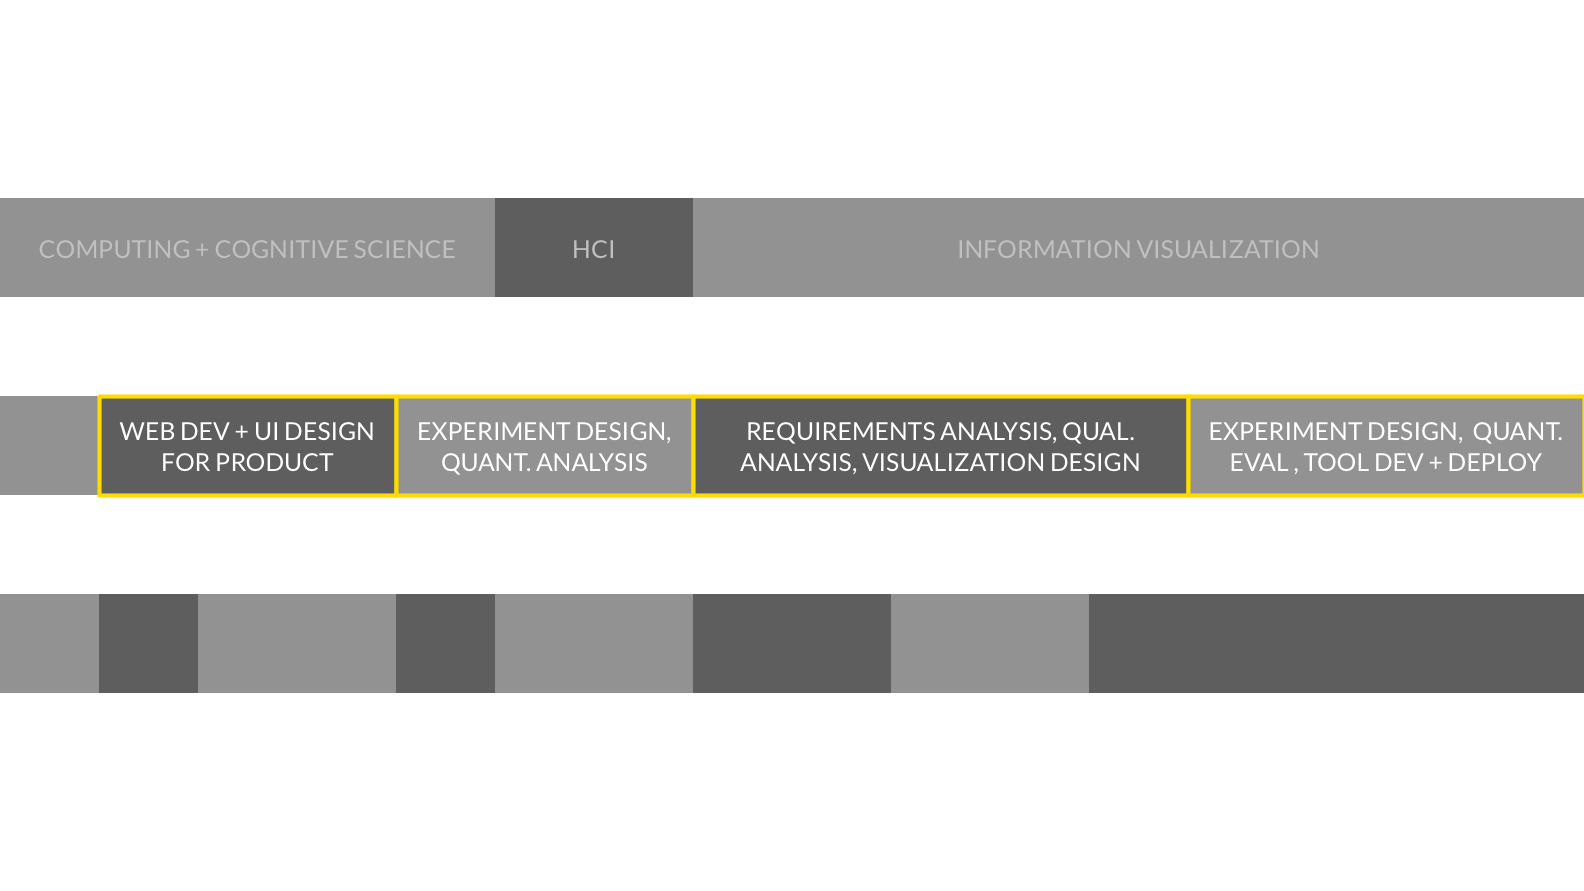 COMPUTING + COGNITIVE SCIENCE
HCI
INFORMATION VISUALIZATION
WEB DEV + UI DESIGN
FOR PRODUCT
EXPERIMENT DESIGN,
QUANT. ANALYSIS
REQUIREMENTS ANALYSIS, QUAL.
ANALYSIS, VISUALIZATION DESIGN
EXPERIMENT DESIGN, QUANT.
EVAL , TOOL DEV + DEPLOY